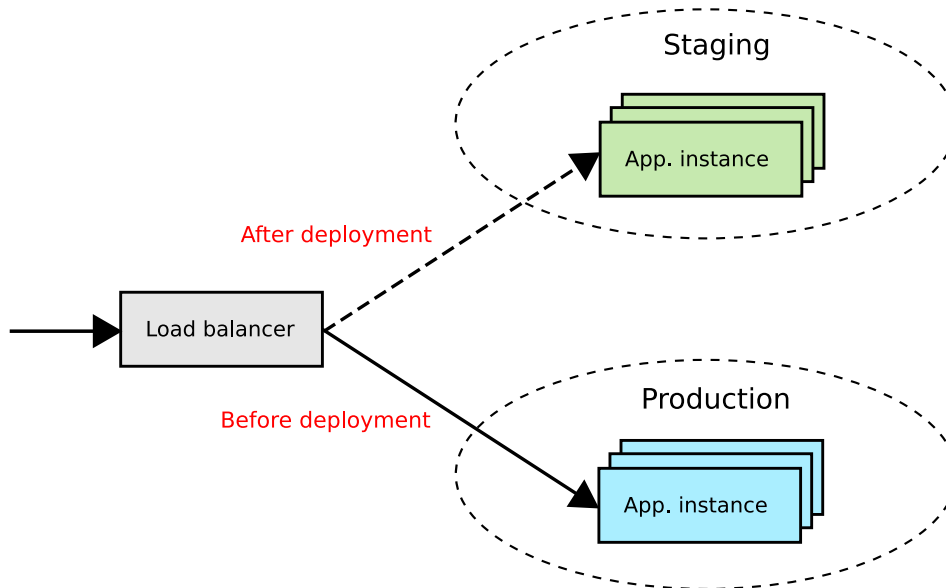 Staging
App. instance
After deployment
Load balancer
Before deployment
Production
App. instance